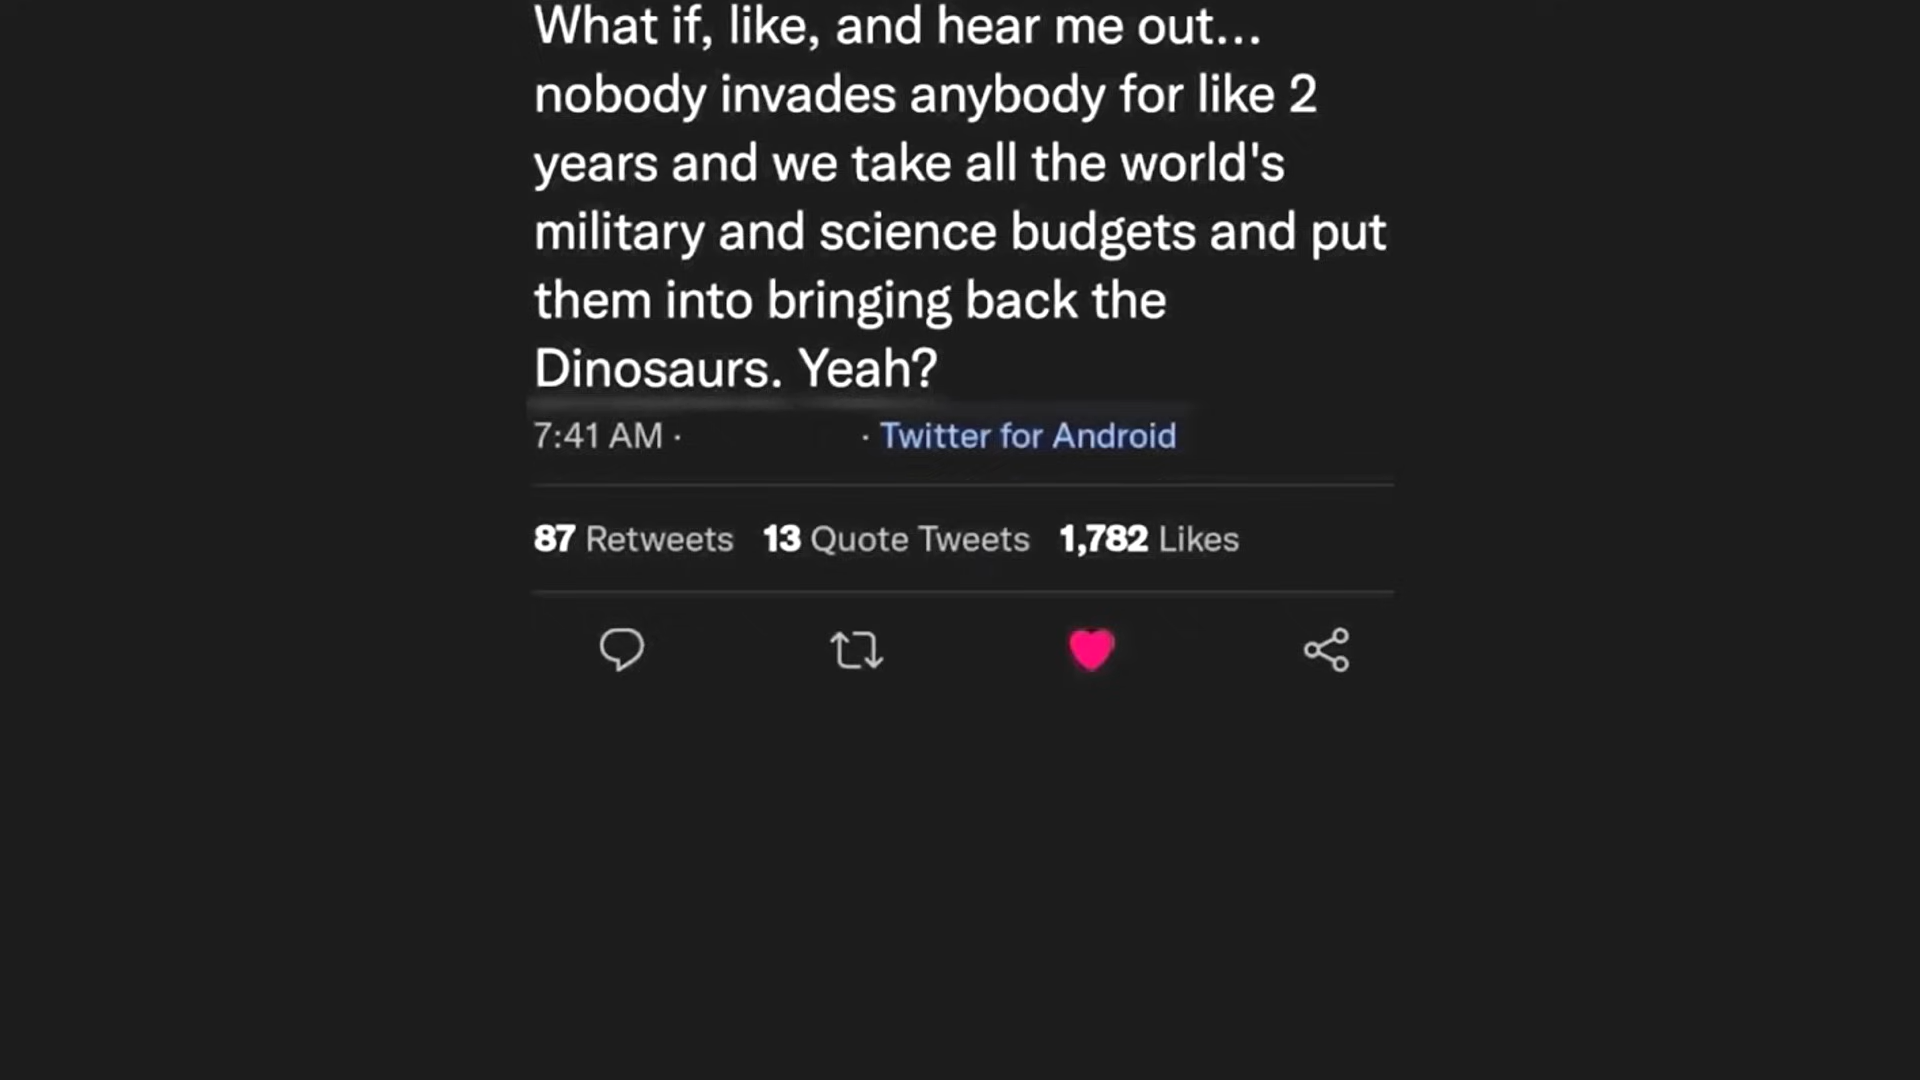 What if, like, and hear me out...
nobody invades anybody for like 2
years and we take all the world's
military and science budgets and put
them into bringing back the
Dinosaurs. Yeah?
7:41 AM · · Twitter for Android
87 Retweets 13 Quote Tweets 1,782 Likes